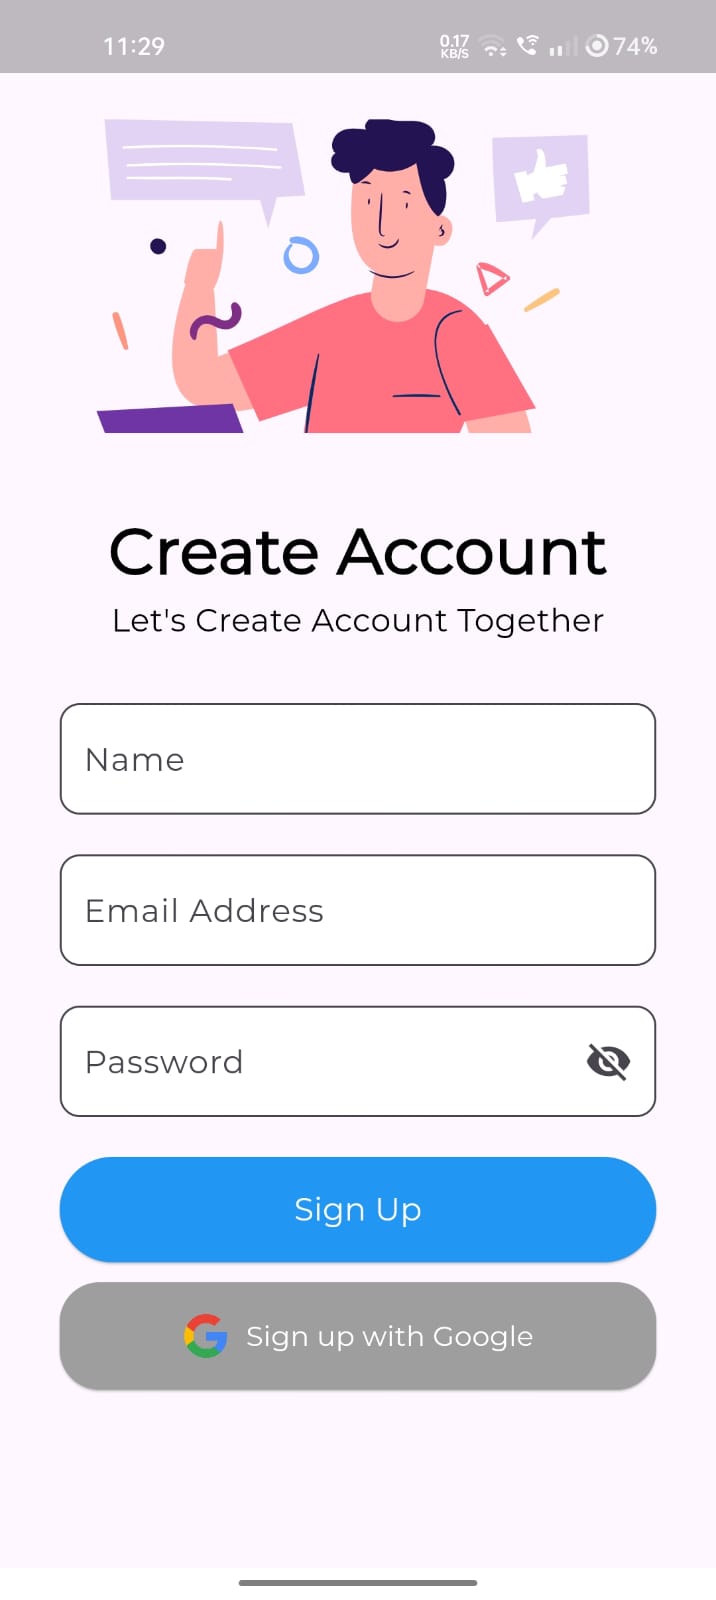 11:29
0.17
KB/S
74%
Create Account
Let's Create Account Together
Name
Email Address
Password
Sign Up
Sign up with Google